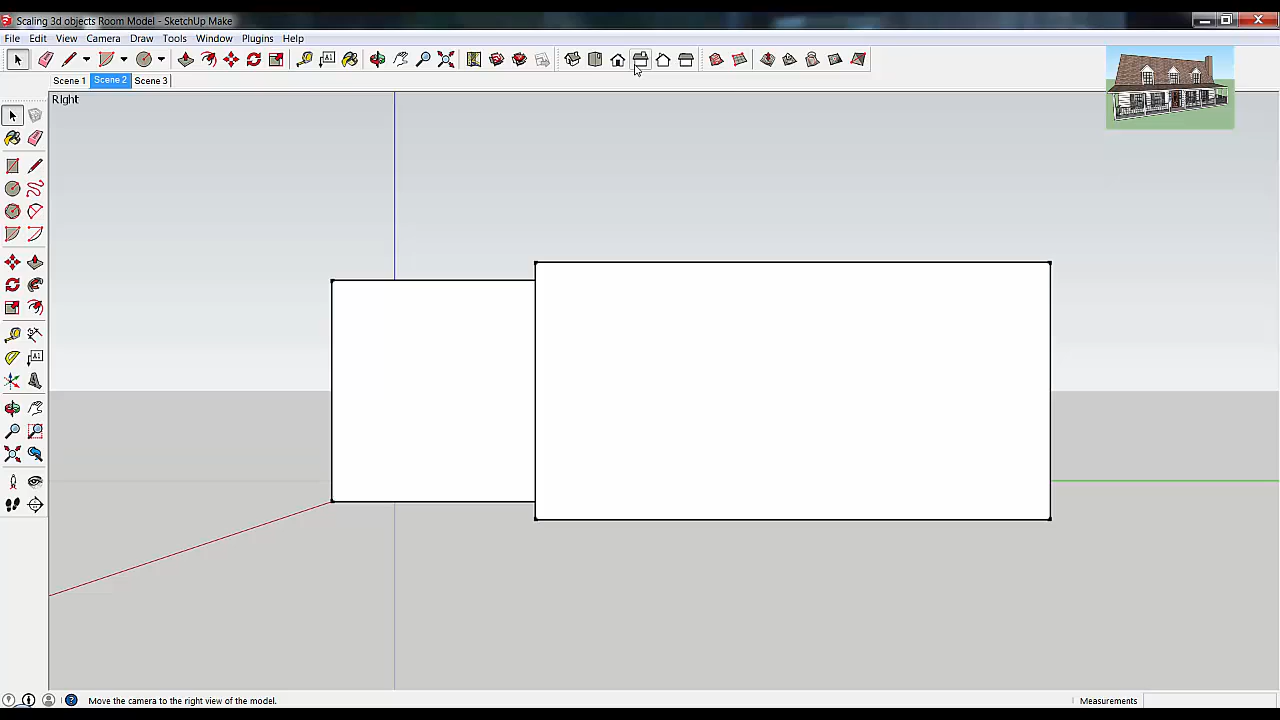 Scaling 3d objects Room Model - SketchUp Make
File Edit View Camera Draw Tools Window Plugins Help
Scene 1 Scene 2 Scene 3
Right
Move the camera to the right view of the model.
Measurements